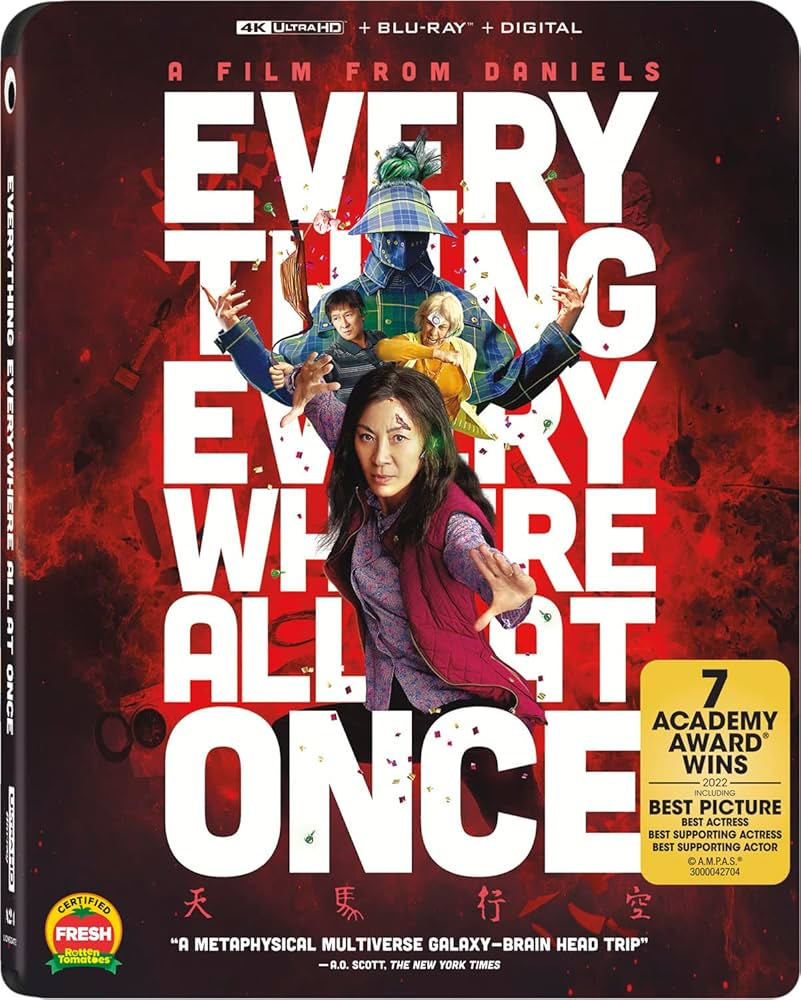 4K ULTRA HD + BLU-RAY™ + DIGITAL
A FILM FROM DANIELS
EVERY
THING
EVERY
WHERE
ALL AT
ONCE
天馬行空
"A METAPHYSICAL MULTIVERSE GALAXY–BRAIN HEAD TRIP"
—A.O. SCOTT, THE NEW YORK TIMES
7
ACADEMY
AWARD®
WINS
2022
INCLUDING
BEST PICTURE
BEST ACTRESS
BEST SUPPORTING ACTRESS
BEST SUPPORTING ACTOR
© A.M.P.A.S.®
3000042704
CERTIFIED
FRESH
Rotten
Tomatoes®
EVERYTHING EVERYWHERE ALL AT ONCE
LIONSGATE